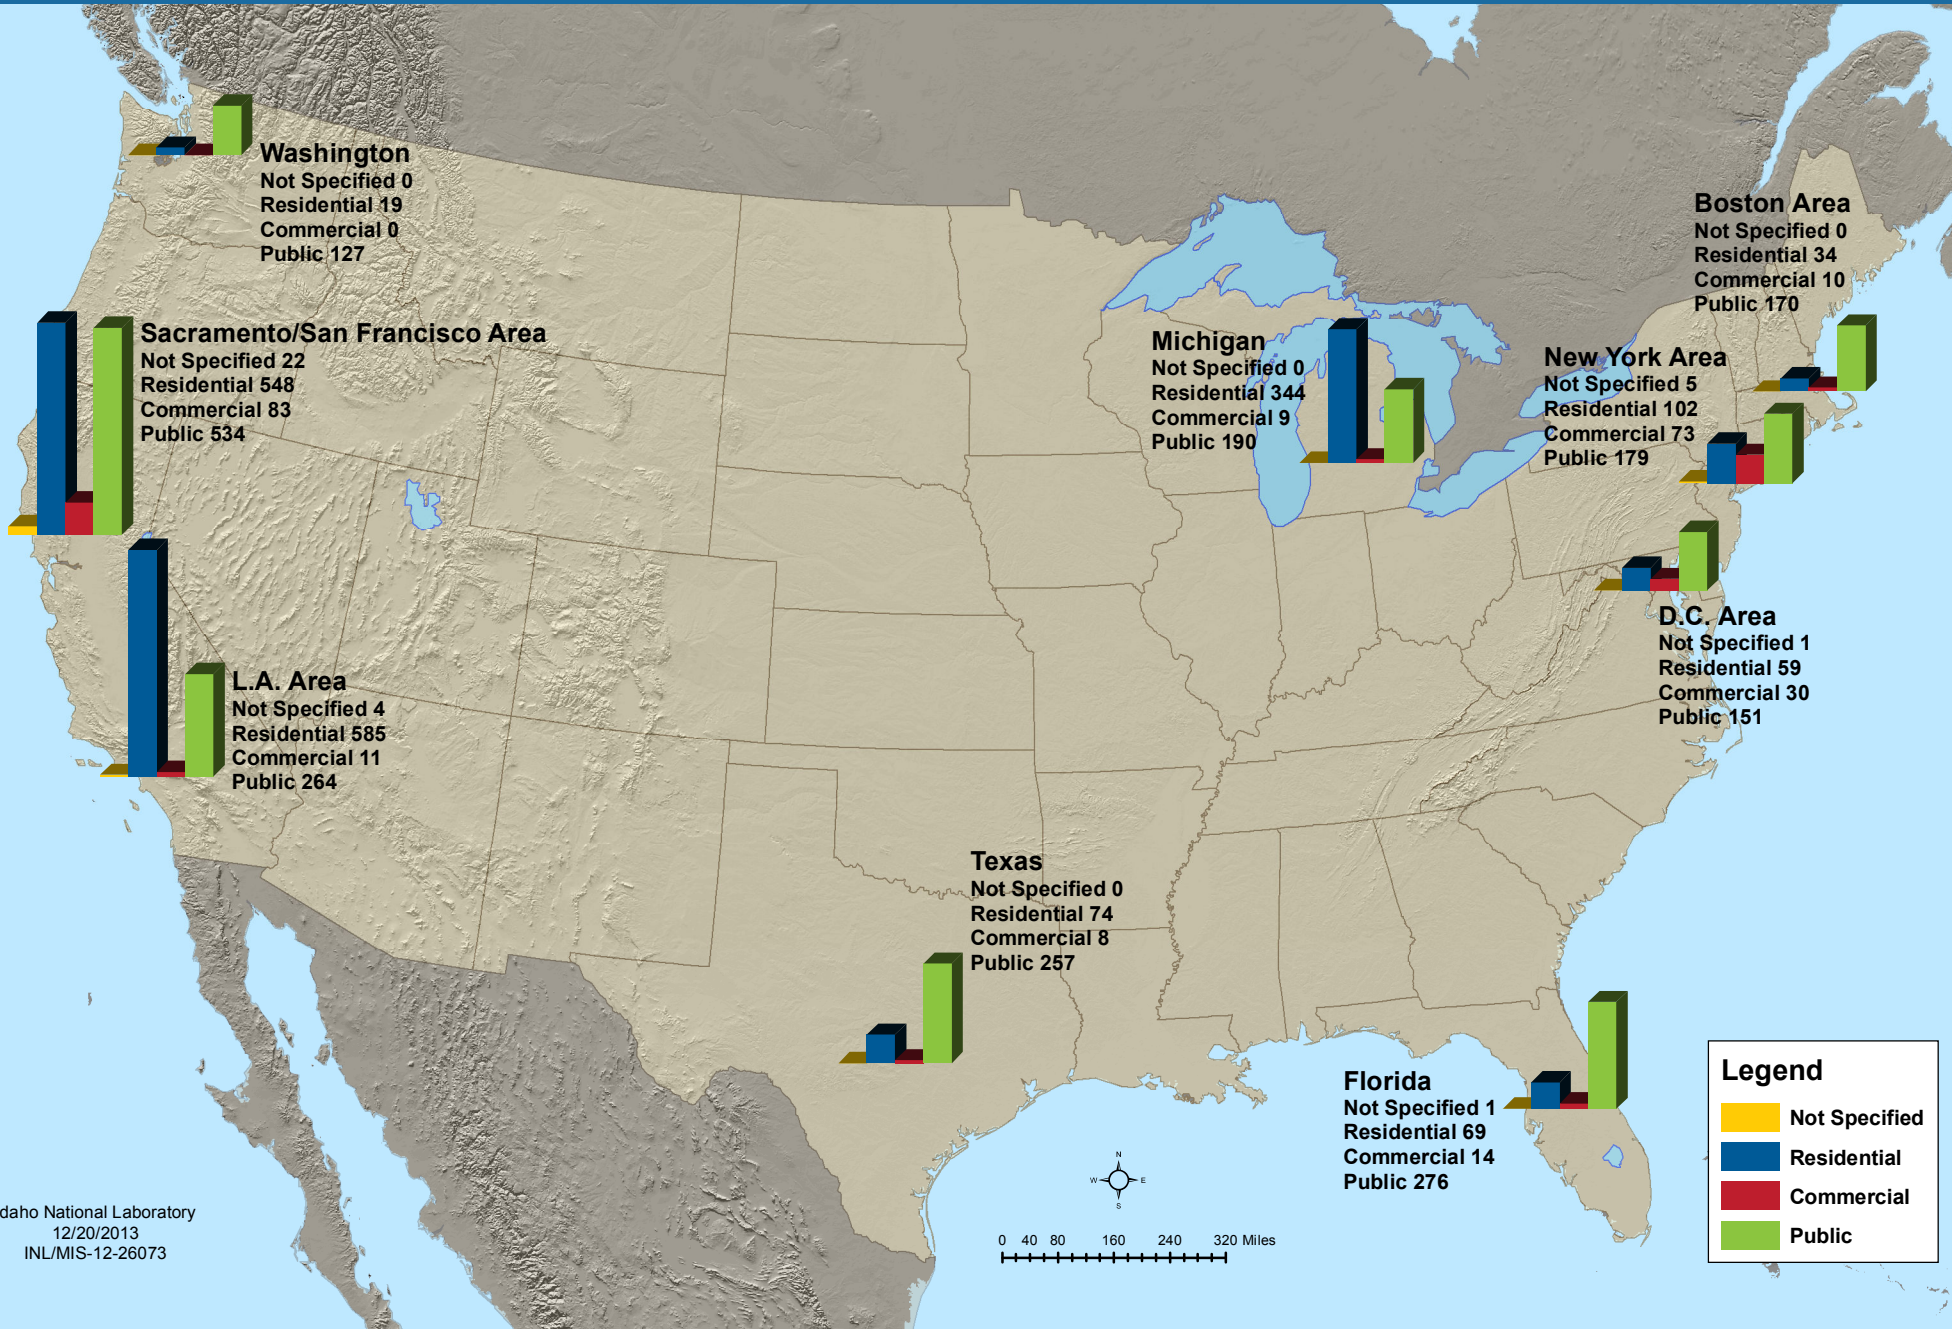 Washington
Not Specified 0
Residential 19
Commercial 0
Public 127
Boston Area
Not Specified 0
Residential 34
Commercial 10
Public 170
Sacramento/San Francisco Area
Not Specified 22
Residential 548
Commercial 83
Public 534
Michigan
Not Specified 0
Residential 344
Commercial 9
Public 190
New York Area
Not Specified 5
Residential 102
Commercial 73
Public 179
D.C. Area
Not Specified 1
Residential 59
Commercial 30
Public 151
L.A. Area
Not Specified 4
Residential 585
Commercial 11
Public 264
Texas
Not Specified 0
Residential 74
Commercial 8
Public 257
Florida
Not Specified 1
Residential 69
Commercial 14
Public 276
Legend
Not Specified
Residential
Commercial
Public
N
W E
S
0 40 80 160 240 320 Miles
daho National Laboratory
12/20/2013
INL/MIS-12-26073